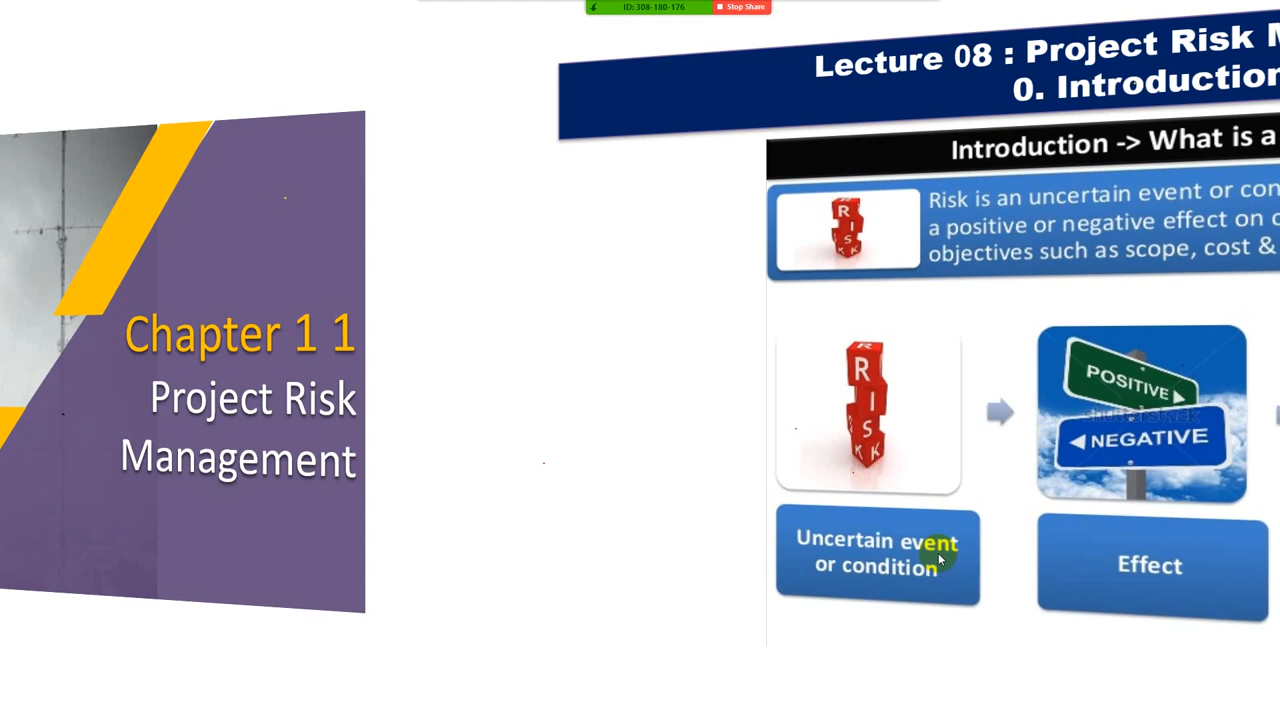 ID: 308-180-176
Stop Share
Lecture 08 : Project Risk
0. Introduction
Introduction -> What is a
Risk is an uncertain event or
a positive or negative effect on
objectives such as scope, cost &
R
I
S
K
Chapter 1 1
Project Risk
Management
R
I
S
K
POSITIVE
shutterstock
NEGATIVE
Uncertain event
or condition
Effect